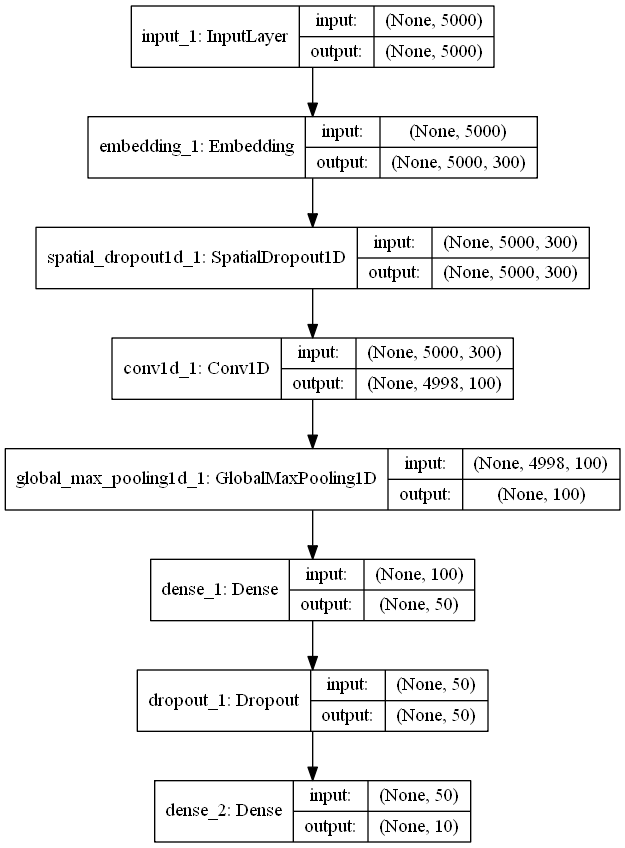 input_1: InputLayer
input: (None, 5000)
output: (None, 5000)
embedding_1: Embedding
input: (None, 5000)
output: (None, 5000, 300)
spatial_dropout1d_1: SpatialDropout1D
input: (None, 5000, 300)
output: (None, 5000, 300)
conv1d_1: Conv1D
input: (None, 5000, 300)
output: (None, 4998, 100)
global_max_pooling1d_1: GlobalMaxPooling1D
input: (None, 4998, 100)
output: (None, 100)
dense_1: Dense
input: (None, 100)
output: (None, 50)
dropout_1: Dropout
input: (None, 50)
output: (None, 50)
dense_2: Dense
input: (None, 50)
output: (None, 10)